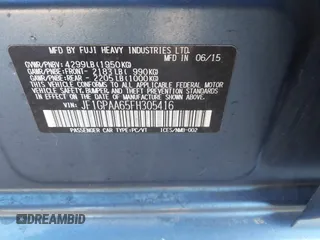 MFD. BY FUJI HEAVY INDUSTRIES LTD.
MFD IN 06/15
GVWR/PNBV: 4299LB(1950KG)
GAWR/PNBE: FRONT- 2183LB( 990KG)
GAWR/PNBE: REAR - 2205LB(1000KG)
THIS VEHICLE CONFORMS TO ALL APPLICABLE
FEDERAL MOTOR VEHICLE SAFETY, BUMPER, AND
THEFT PREVENTION STANDARDS
IN EFFECT ON THE DATE OF MANUFACTURE SHOWN ABOVE.
VIN: JF1GPAA65FH305416
PASSENGER CAR TYPE/PC/VT ICES/NMB-002
DREAMBID